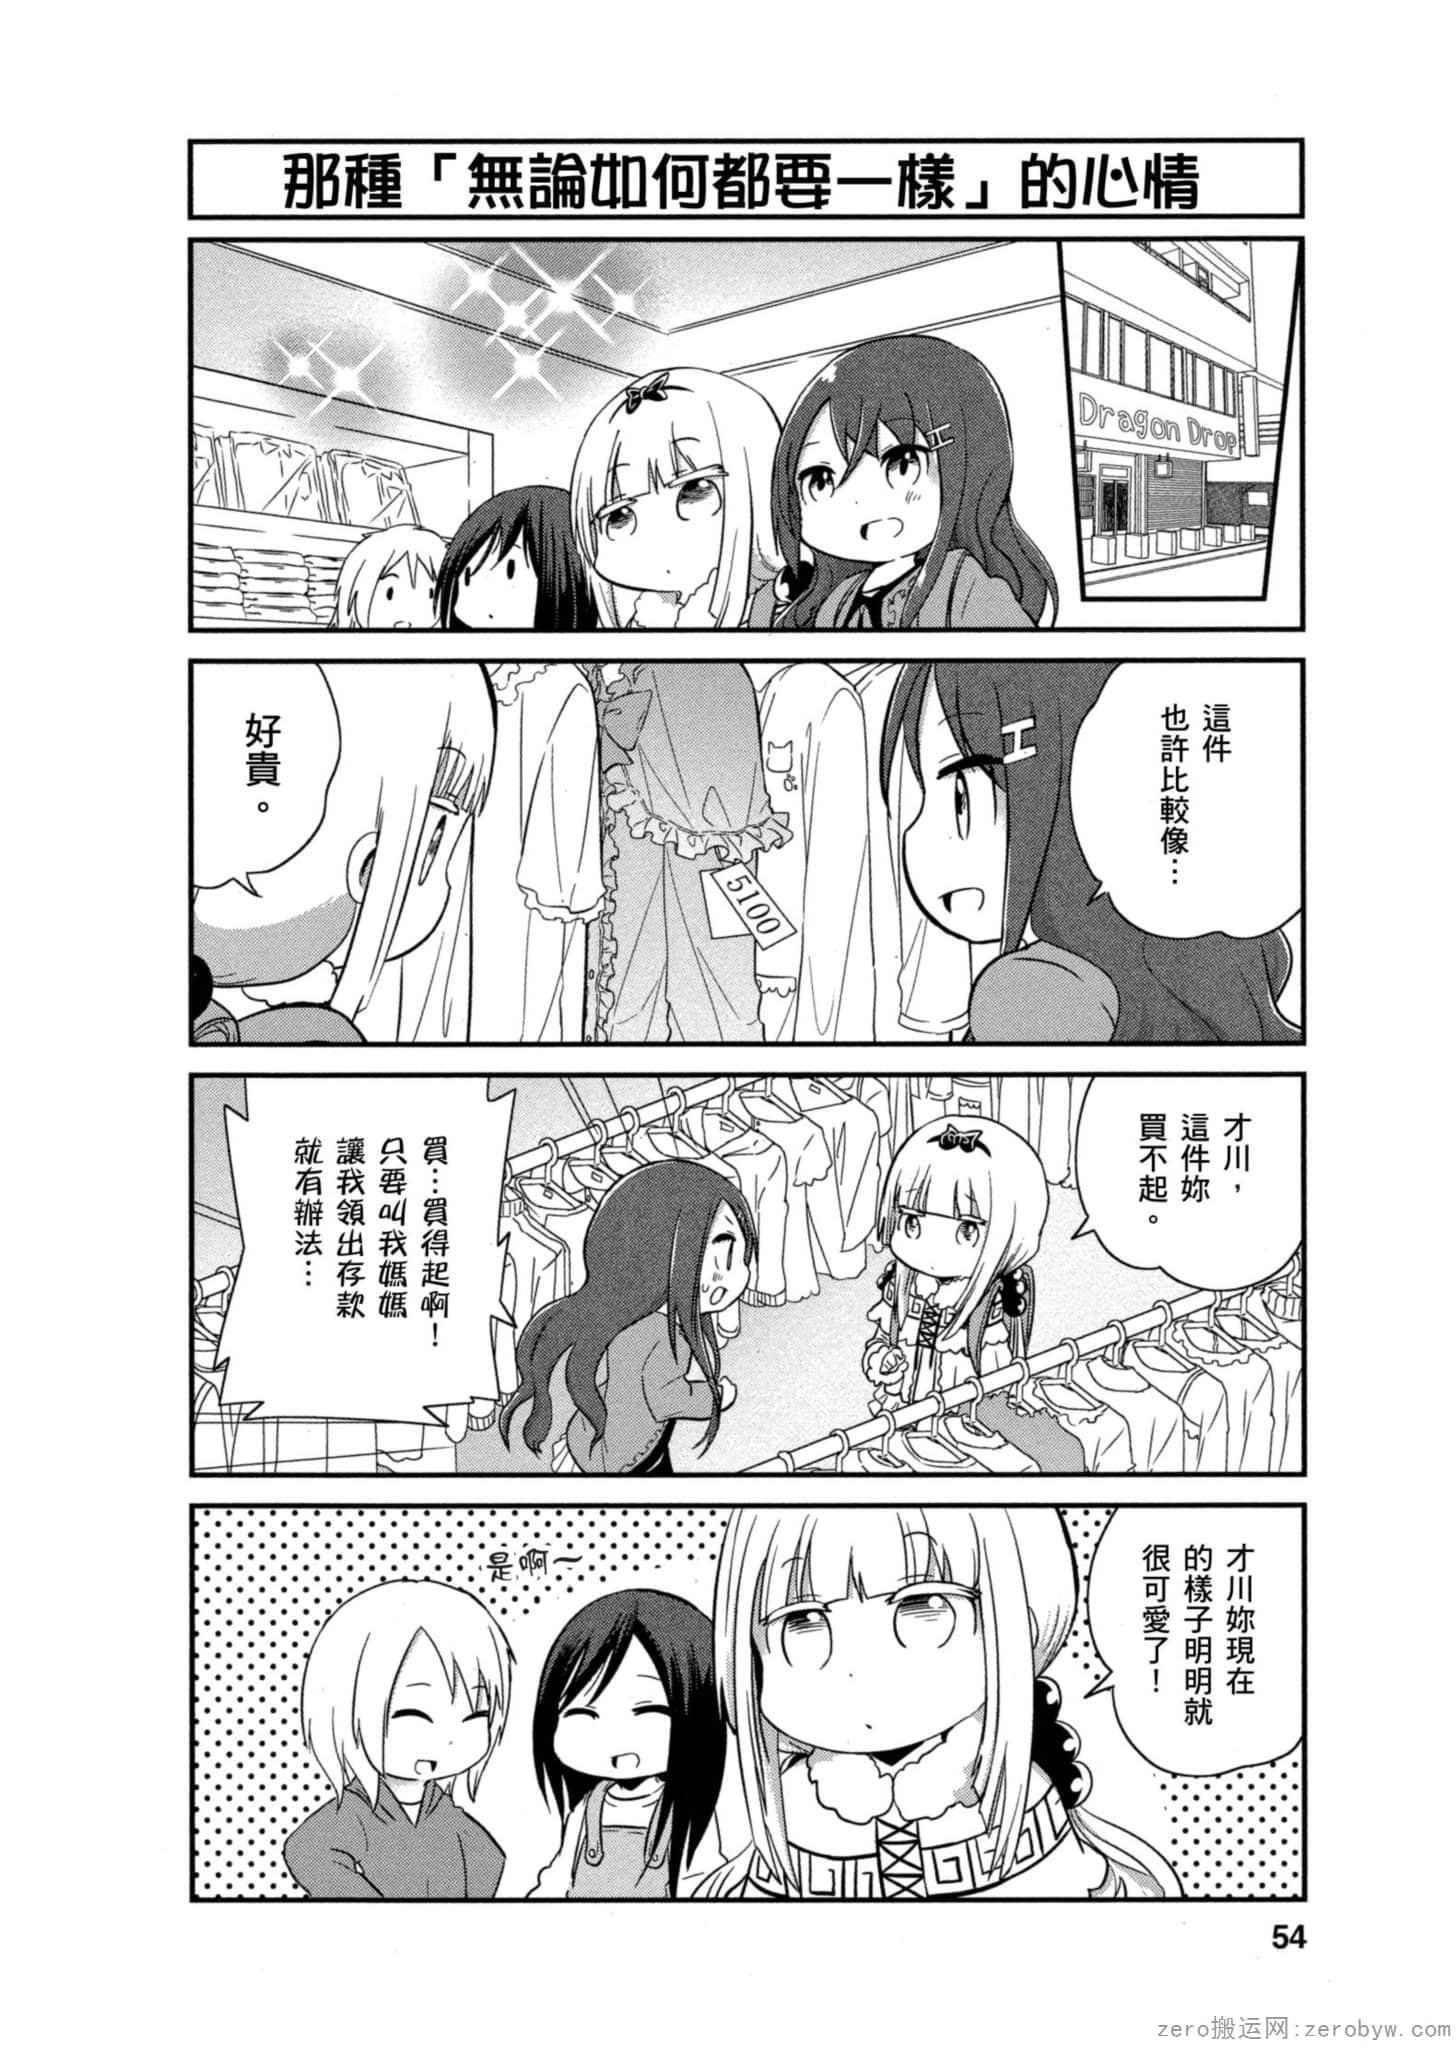 那種「無論如何都要一樣」的心情
Dragon Drop
這件
也許比較像…
5100
好貴。
才川，
這件妳
買不起。
買…買得起啊！
只要叫我媽媽
讓我領出存款
就有辦法…
才川妳現在
的樣子明明就
很可愛了！
是啊～
54
zero搬运网:zerobyw.com